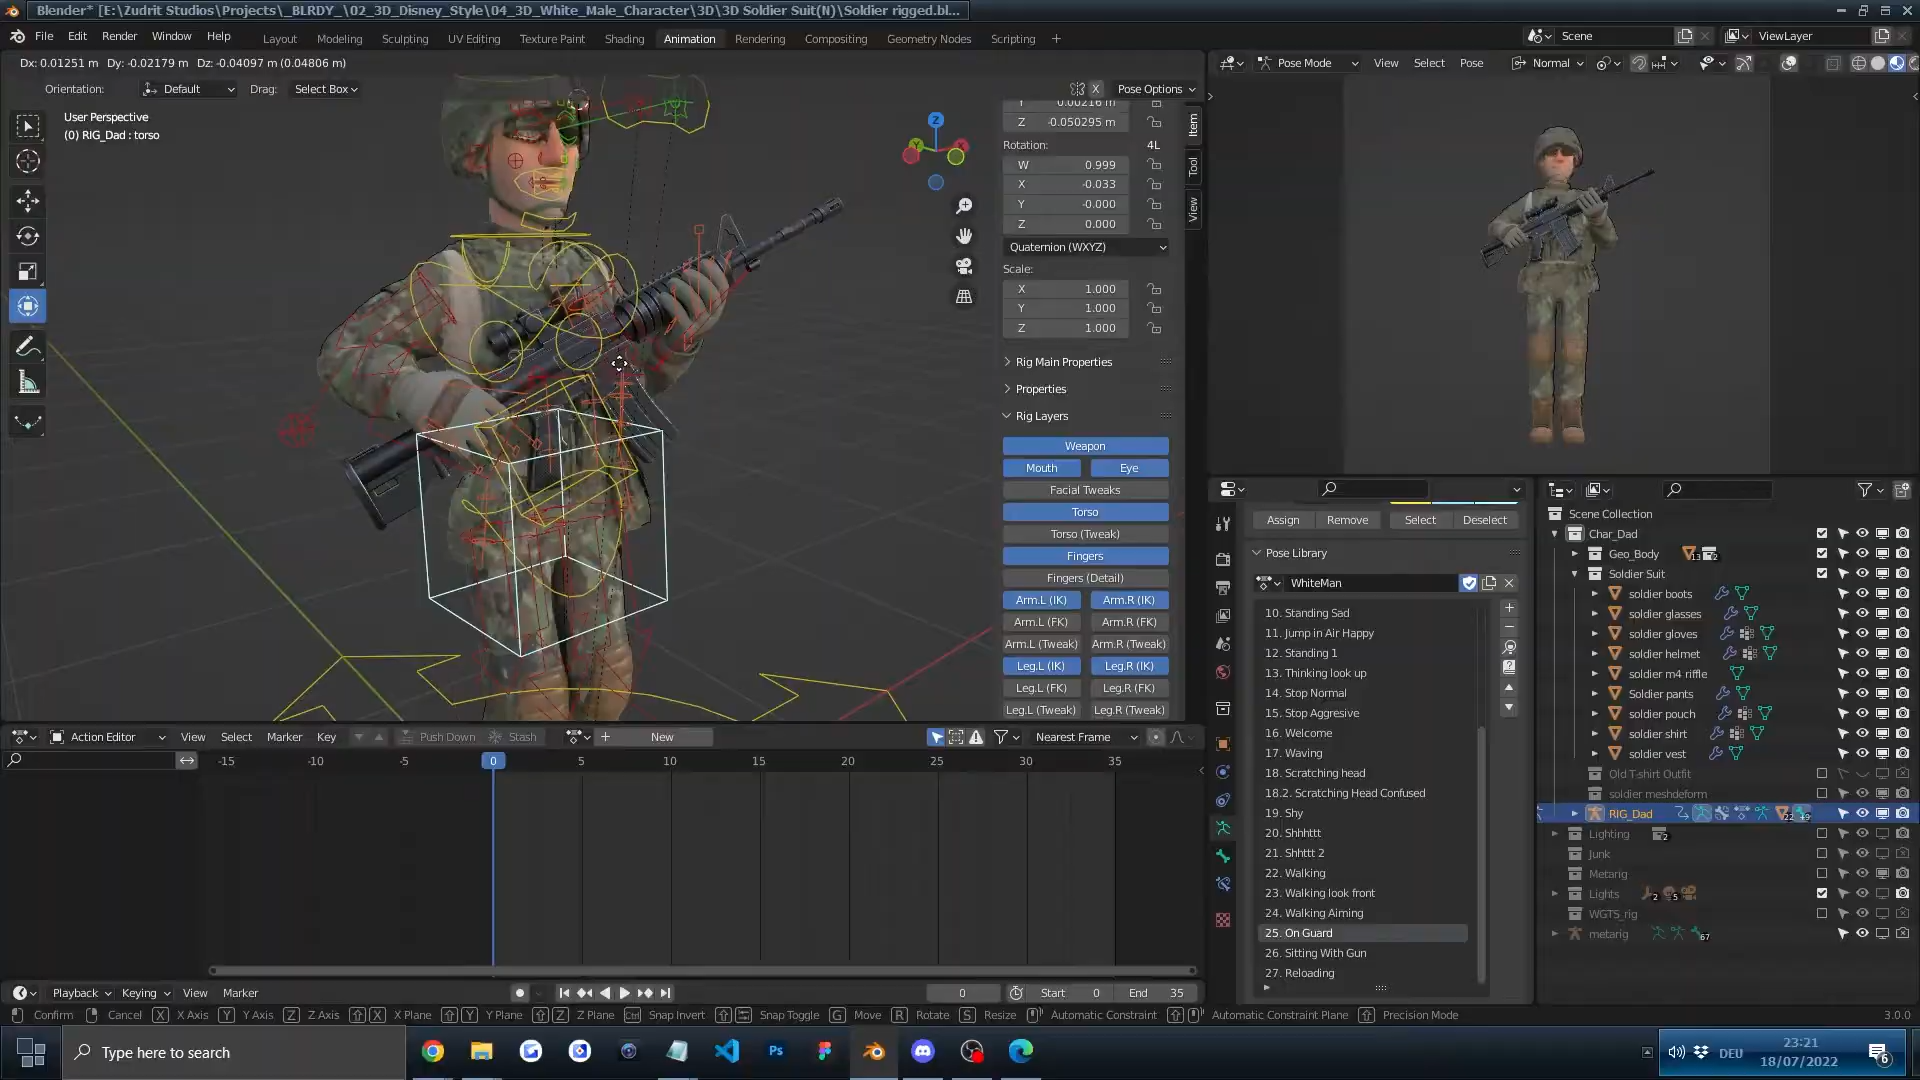 Blender* [E:\Zudrit Studios\Projects\_BLRDY_\02_3D_Disney_Style\04_3D_White_Male_Character\3D\3D Soldier Suit(N)\Soldier rigged.bl...
File Edit Render Window Help
Layout Modeling Sculpting UV Editing Texture Paint Shading Animation Rendering Compositing Geometry Nodes Scripting +
Scene
ViewLayer
Dx: 0.01251 m Dy: -0.02179 m Dz: -0.04097 m (0.04806 m)
Pose Mode View Select Pose Normal
Orientation: Default Drag: Select Box
X Pose Options
User Perspective
(0) RIG_Dad : torso
Y 0.00216 m
Z -0.050295 m
Rotation: 4L
W 0.999
X -0.033
Y -0.000
Z 0.000
Quaternion (WXYZ)
Scale:
X 1.000
Y 1.000
Z 1.000
Rig Main Properties
Properties
Rig Layers
Weapon
Mouth Eye
Facial Tweaks
Torso
Torso (Tweak)
Fingers
Fingers (Detail)
Arm.L (IK) Arm.R (IK)
Arm.L (FK) Arm.R (FK)
Arm.L (Tweak) Arm.R (Tweak)
Leg.L (IK) Leg.R (IK)
Leg.L (FK) Leg.R (FK)
Leg.L (Tweak) Leg.R (Tweak)
Item
Tool
View
Z
Y
Assign Remove Select Deselect
Pose Library
WhiteMan
10. Standing Sad
11. Jump in Air Happy
12. Standing 1
13. Thinking look up
14. Stop Normal
15. Stop Aggresive
16. Welcome
17. Waving
18. Scratching head
18.2. Scratching Head Confused
19. Shy
20. Shhhttt
21. Shhttt 2
22. Walking
23. Walking look front
24. Walking Aiming
25. On Guard
26. Sitting With Gun
27. Reloading
Scene Collection
Char_Dad
Geo_Body 13 2
Soldier Suit
soldier boots
soldier glasses
soldier gloves
soldier helmet
soldier m4 riffle
Soldier pants
soldier pouch
soldier shirt
soldier vest
Old T-shirt Outfit
soldier meshdeform
RIG_Dad 22 +9
Lighting 2
Junk
Metarig
Lights 2 5
WGTS_rig
metarig 67
Action Editor View Select Marker Key Push Down Stash + New Nearest Frame
-15 -10 -5 0 5 10 15 20 25 30 35
Playback Keying View Marker
0 Start 0 End 35
Confirm Cancel X X Axis Y Y Axis Z Z Axis X X Plane Y Y Plane Z Z Plane Ctrl Snap Invert Snap Toggle G Move R Rotate S Resize Automatic Constraint Automatic Constraint Plane Precision Mode
3.0.0
Type here to search
Ps
DEU
23:21
18/07/2022
6